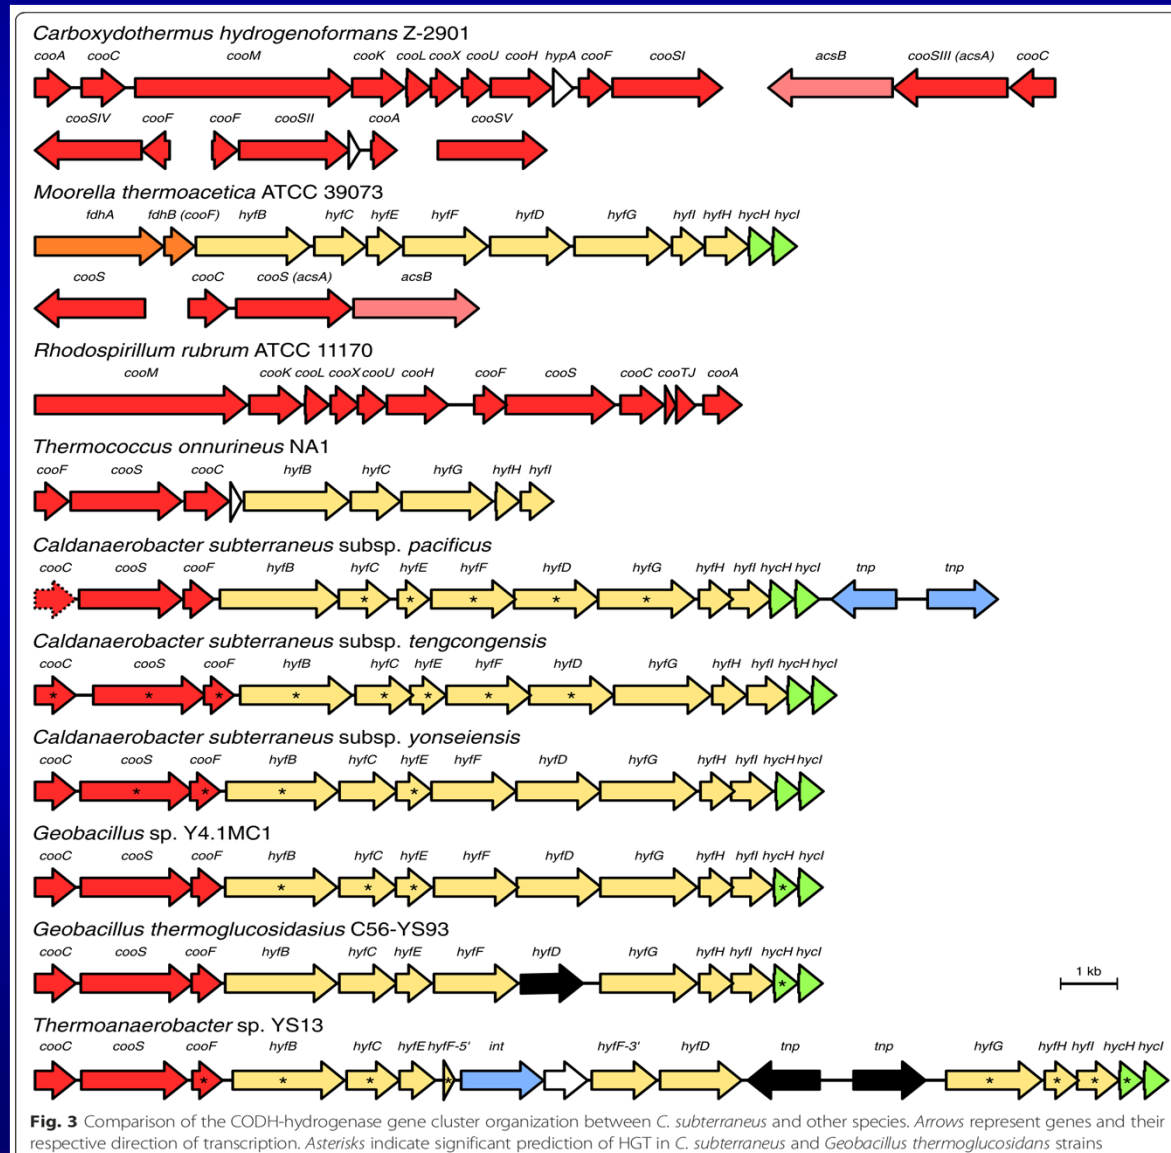 Carboxydothermus hydrogenoformans Z-2901
cooA cooC cooM cooK cooL cooX cooU cooH hypA cooF cooSI acsB cooSIII (acsA) cooC
cooSIV cooF cooF cooSII cooA cooSV
Moorella thermoacetica ATCC 39073
fdhA fdhB (cooF) hyfB hyfC hyfE hyfF hyfD hyfG hyfI hyfH hycH hycI
cooS cooC cooS (acsA) acsB
Rhodospirillum rubrum ATCC 11170
cooM cooK cooL cooX cooU cooH cooF cooS cooC cooTJ cooA
Thermococcus onnurineus NA1
cooF cooS cooC hyfB hyfC hyfG hyfH hyfI
Caldanaerobacter subterraneus subsp. pacificus
cooC cooS cooF hyfB hyfC hyfE hyfF hyfD hyfG hyfH hyfI hycH hycI tnp tnp
* * * * *
Caldanaerobacter subterraneus subsp. tengcongensis
cooC cooS cooF hyfB hyfC hyfE hyfF hyfD hyfG hyfH hyfI hycH hycI
* * * * * * * *
Caldanaerobacter subterraneus subsp. yonseiensis
cooC cooS cooF hyfB hyfC hyfE hyfF hyfD hyfG hyfH hyfI hycH hycI
* * * *
Geobacillus sp. Y4.1MC1
cooC cooS cooF hyfB hyfC hyfE hyfF hyfD hyfG hyfH hyfI hycH hycI
* * * *
Geobacillus thermoglucosidasius C56-YS93
cooC cooS cooF hyfB hyfC hyfE hyfF hyfD hyfG hyfH hyfI hycH hycI
*
1 kb
Thermoanaerobacter sp. YS13
cooC cooS cooF hyfB hyfC hyfE hyfF-5' int hyfF-3' hyfD tnp tnp hyfG hyfH hyfI hycH hycI
* * * * * * * *
Fig. 3 Comparison of the CODH-hydrogenase gene cluster organization between C. subterraneus and other species. Arrows represent genes and their
respective direction of transcription. Asterisks indicate significant prediction of HGT in C. subterraneus and Geobacillus thermoglucosidans strains